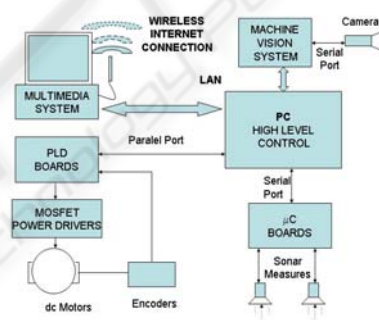 WIRELESS
INTERNET
CONNECTION
MACHINE
VISION
SYSTEM
Camera
Serial
Port
LAN
MULTIMEDIA
SYSTEM
PC
HIGH LEVEL
CONTROL
Paralel Port
PLD
BOARDS
Serial
Port
MOSFET
POWER DRIVERS
μC
BOARDS
Sonar
Measures
dc Motors
Encoders